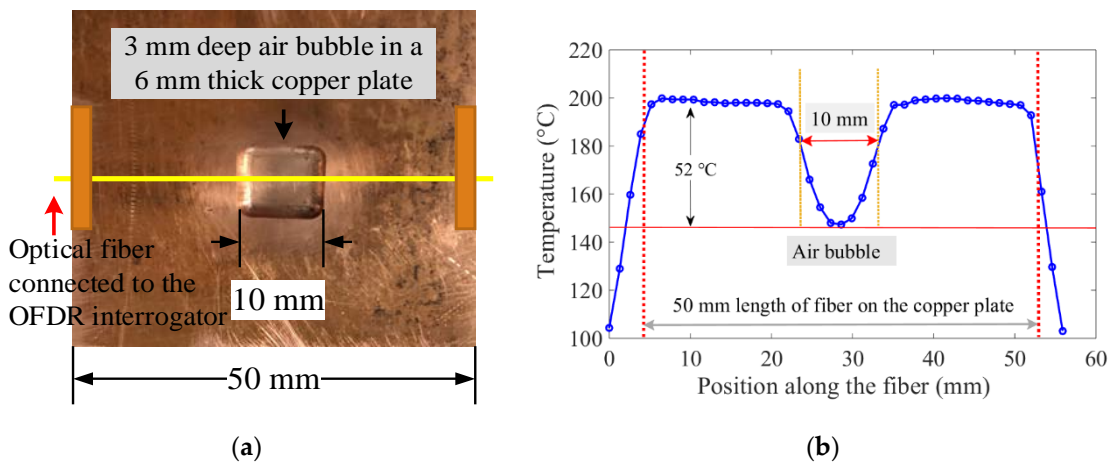 3 mm deep air bubble in a
6 mm thick copper plate
Optical fiber
connected to the
OFDR interrogator
10 mm
50 mm
(a)
Temperature (°C)
220
200
180
160
140
120
100
10 mm
52 °C
Air bubble
50 mm length of fiber on the copper plate
0
10
20
30
40
50
60
Position along the fiber (mm)
(b)